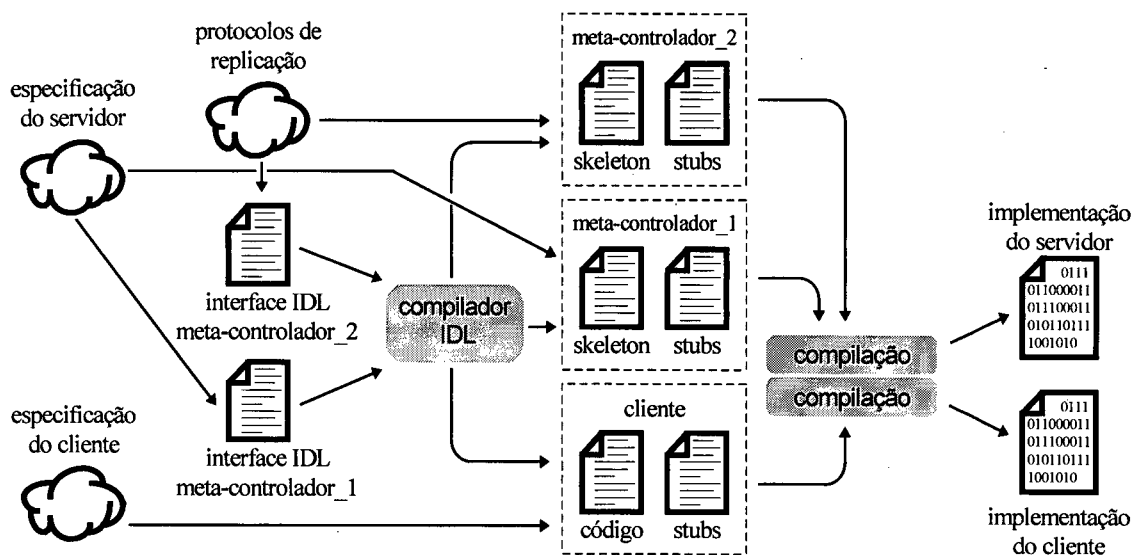 protocolos de
replicação
especificação
do servidor
interface IDL
meta-controlador_2
especificação
do cliente
interface IDL
meta-controlador_1
compilador
IDL
meta-controlador_2
skeleton
stubs
meta-controlador_1
skeleton
stubs
cliente
código
stubs
compilação
compilação
implementação
do servidor
0111
011000011
011100011
010110111
1001010
0111
011000011
011100011
010110111
1001010
implementação
do cliente